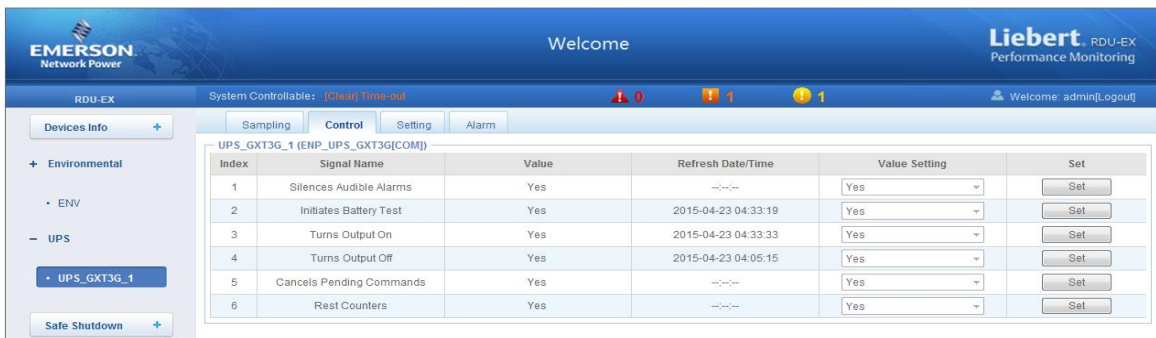 EMERSON.
Network Power
Welcome
Liebert. RDU-EX
Performance Monitoring
RDU-EX
System Controllable: [Clear] Time-out
0
1
1
Welcome: admin[Logout]
Devices Info +
+ Environmental
• ENV
− UPS
• UPS_GXT3G_1
Safe Shutdown +
Sampling Control Setting Alarm
UPS_GXT3G_1 (ENP_UPS_GXT3G[COM])
Index Signal Name Value Refresh Date/Time Value Setting Set
1 Silences Audible Alarms Yes --:--:-- Yes Set
2 Initiates Battery Test Yes 2015-04-23 04:33:19 Yes Set
3 Turns Output On Yes 2015-04-23 04:33:33 Yes Set
4 Turns Output Off Yes 2015-04-23 04:05:15 Yes Set
5 Cancels Pending Commands Yes --:--:-- Yes Set
6 Rest Counters Yes --:--:-- Yes Set